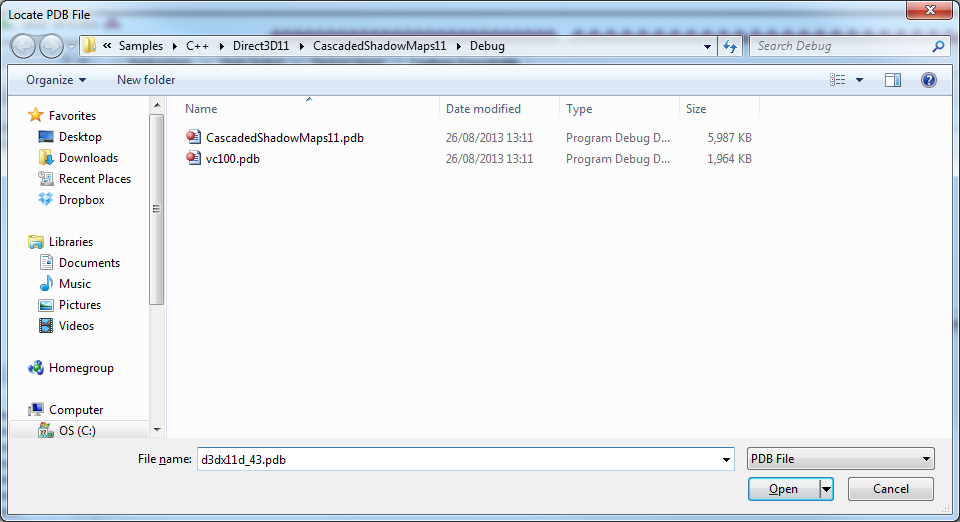 Locate PDB File
« Samples Samples C++ Direct3D11 CascadedShadowMaps11 Debug Search Debug
Organize New folder
Name Date modified Type Size
Favorites
Desktop
Downloads
Recent Places
Dropbox
Libraries
Documents
Music
Pictures
Videos
Homegroup
Computer
OS (C:)
CascadedShadowMaps11.pdb 26/08/2013 13:11 Program Debug D... 5,987 KB
vc100.pdb 26/08/2013 13:11 Program Debug D... 1,964 KB
File name: d3dx11d_43.pdb PDB File
Open Cancel